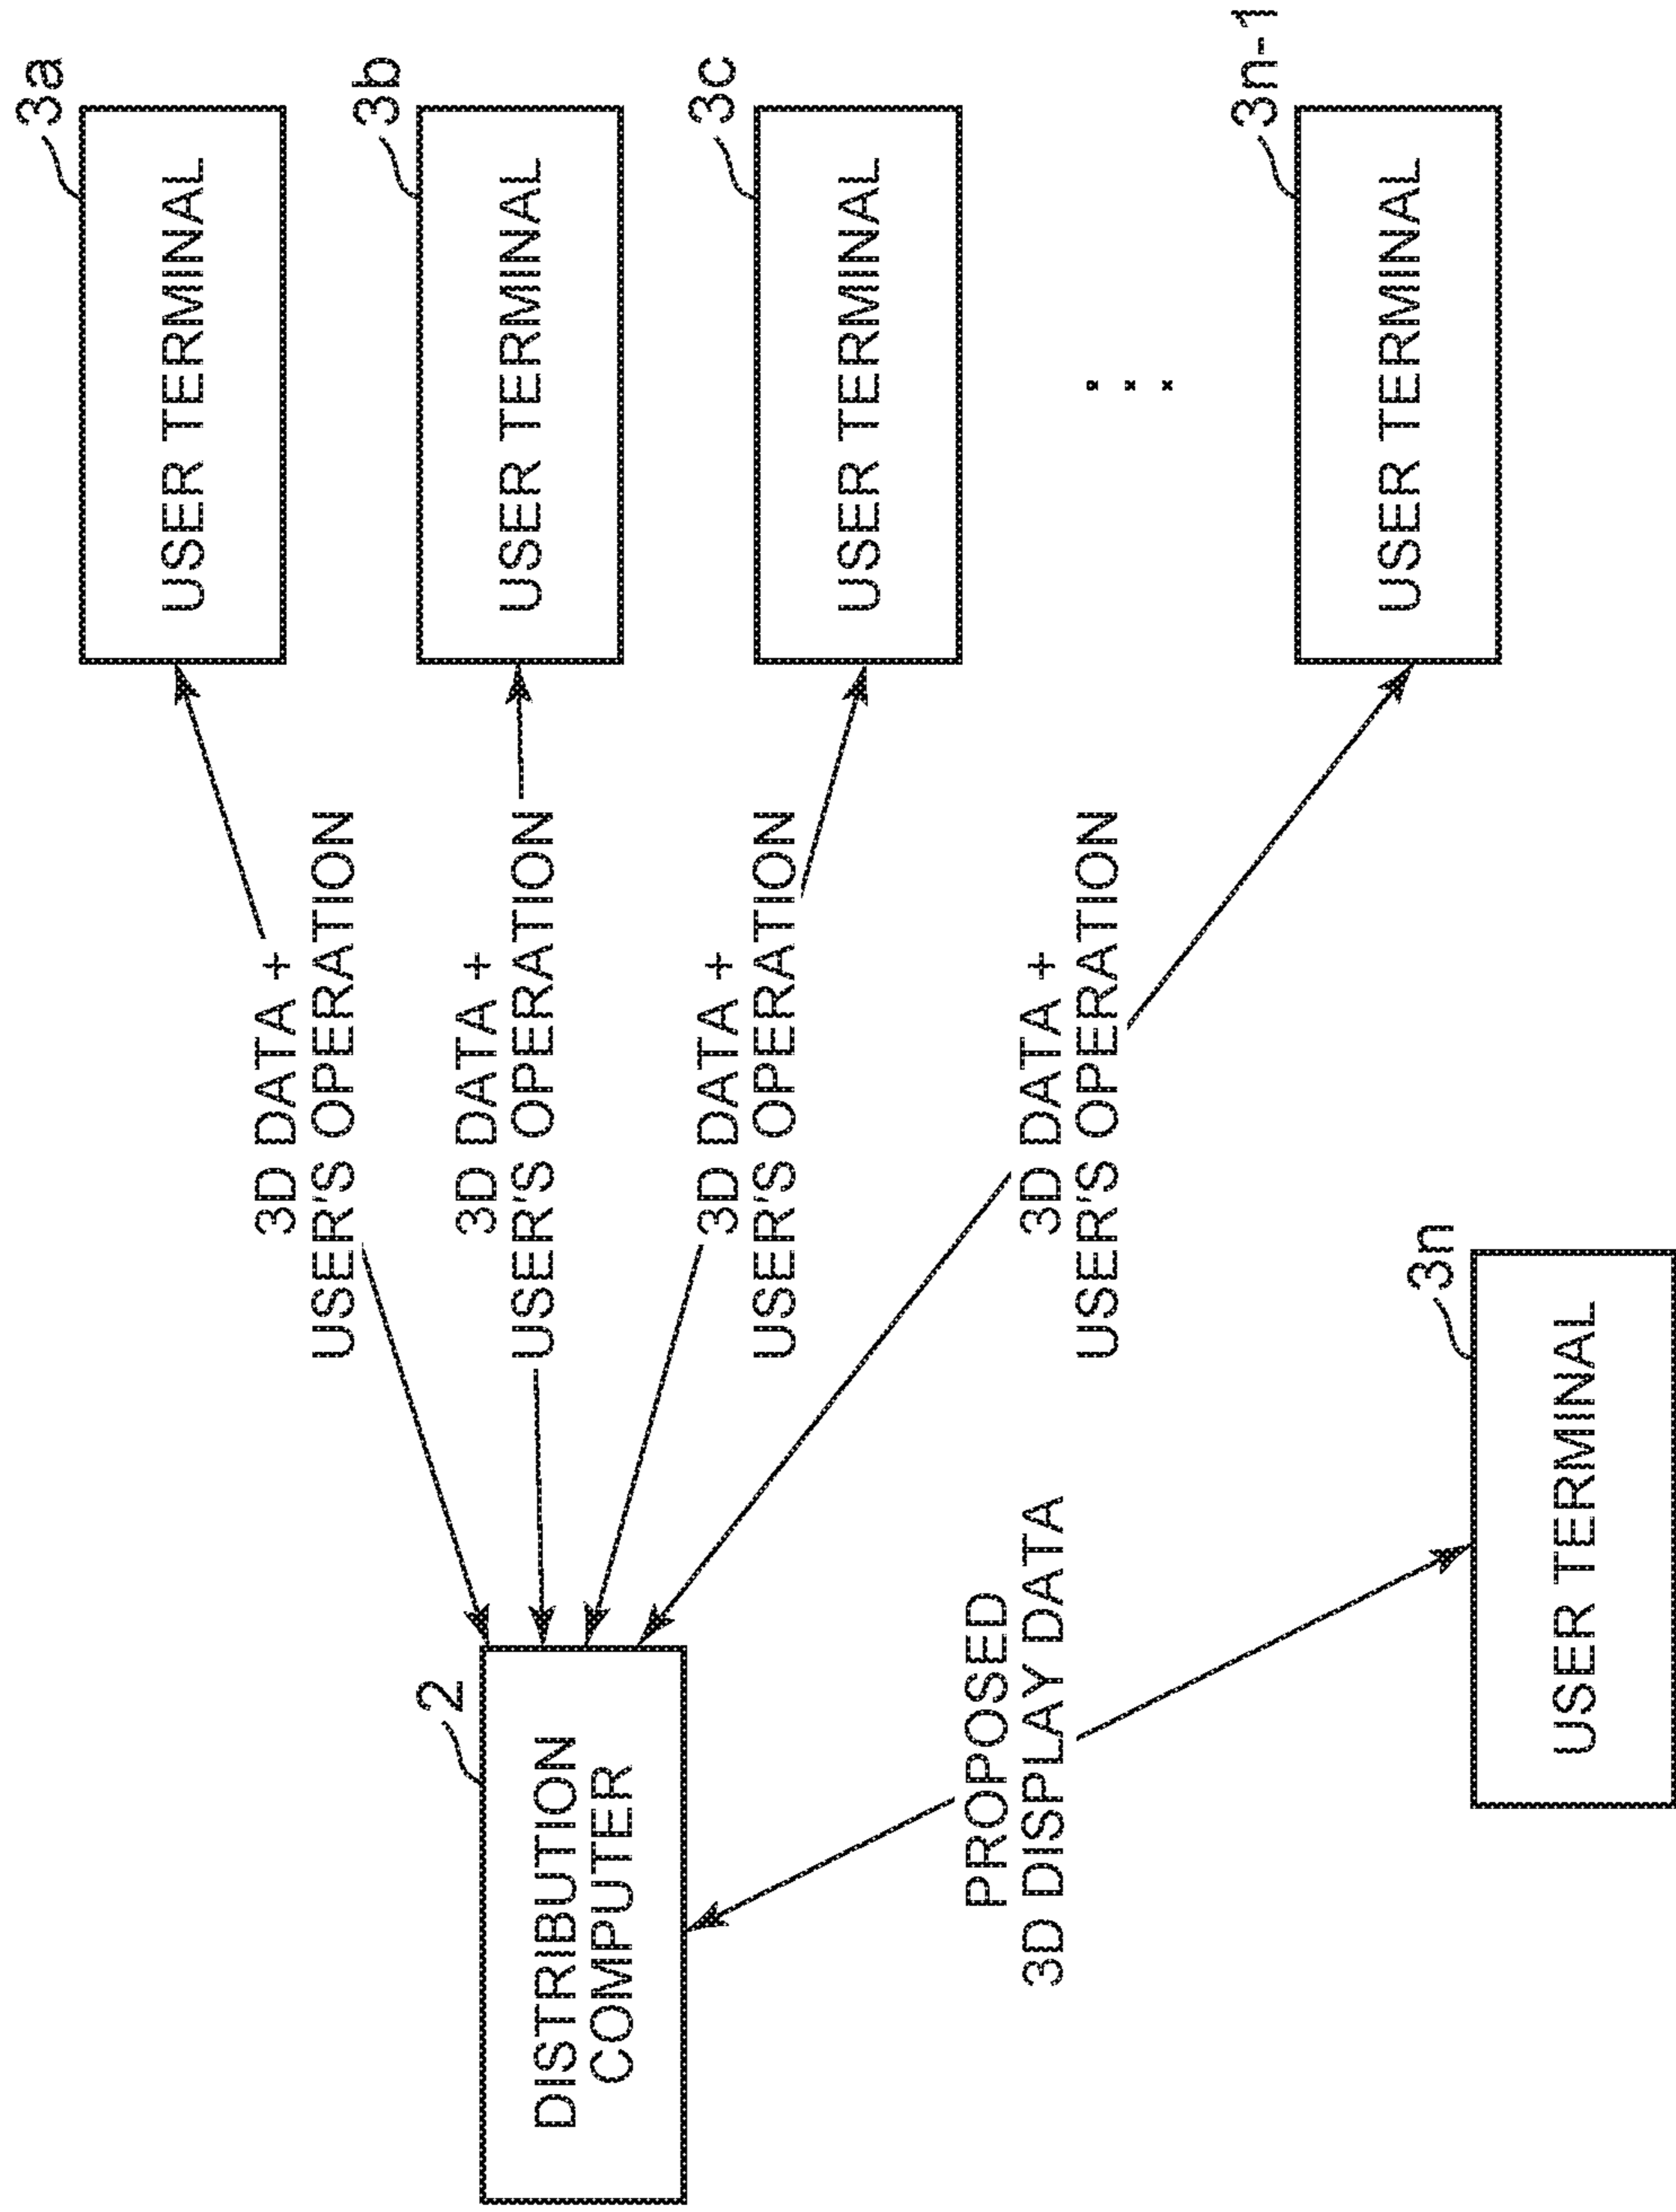 3a
USER TERMINAL
3D DATA +
USER'S OPERATION
3b
USER TERMINAL
3D DATA +
USER'S OPERATION
2
DISTRIBUTION
COMPUTER
3c
USER TERMINAL
3D DATA +
USER'S OPERATION
3n-1
USER TERMINAL
3D DATA +
USER'S OPERATION
PROPOSED
3D DISPLAY DATA
3n
USER TERMINAL